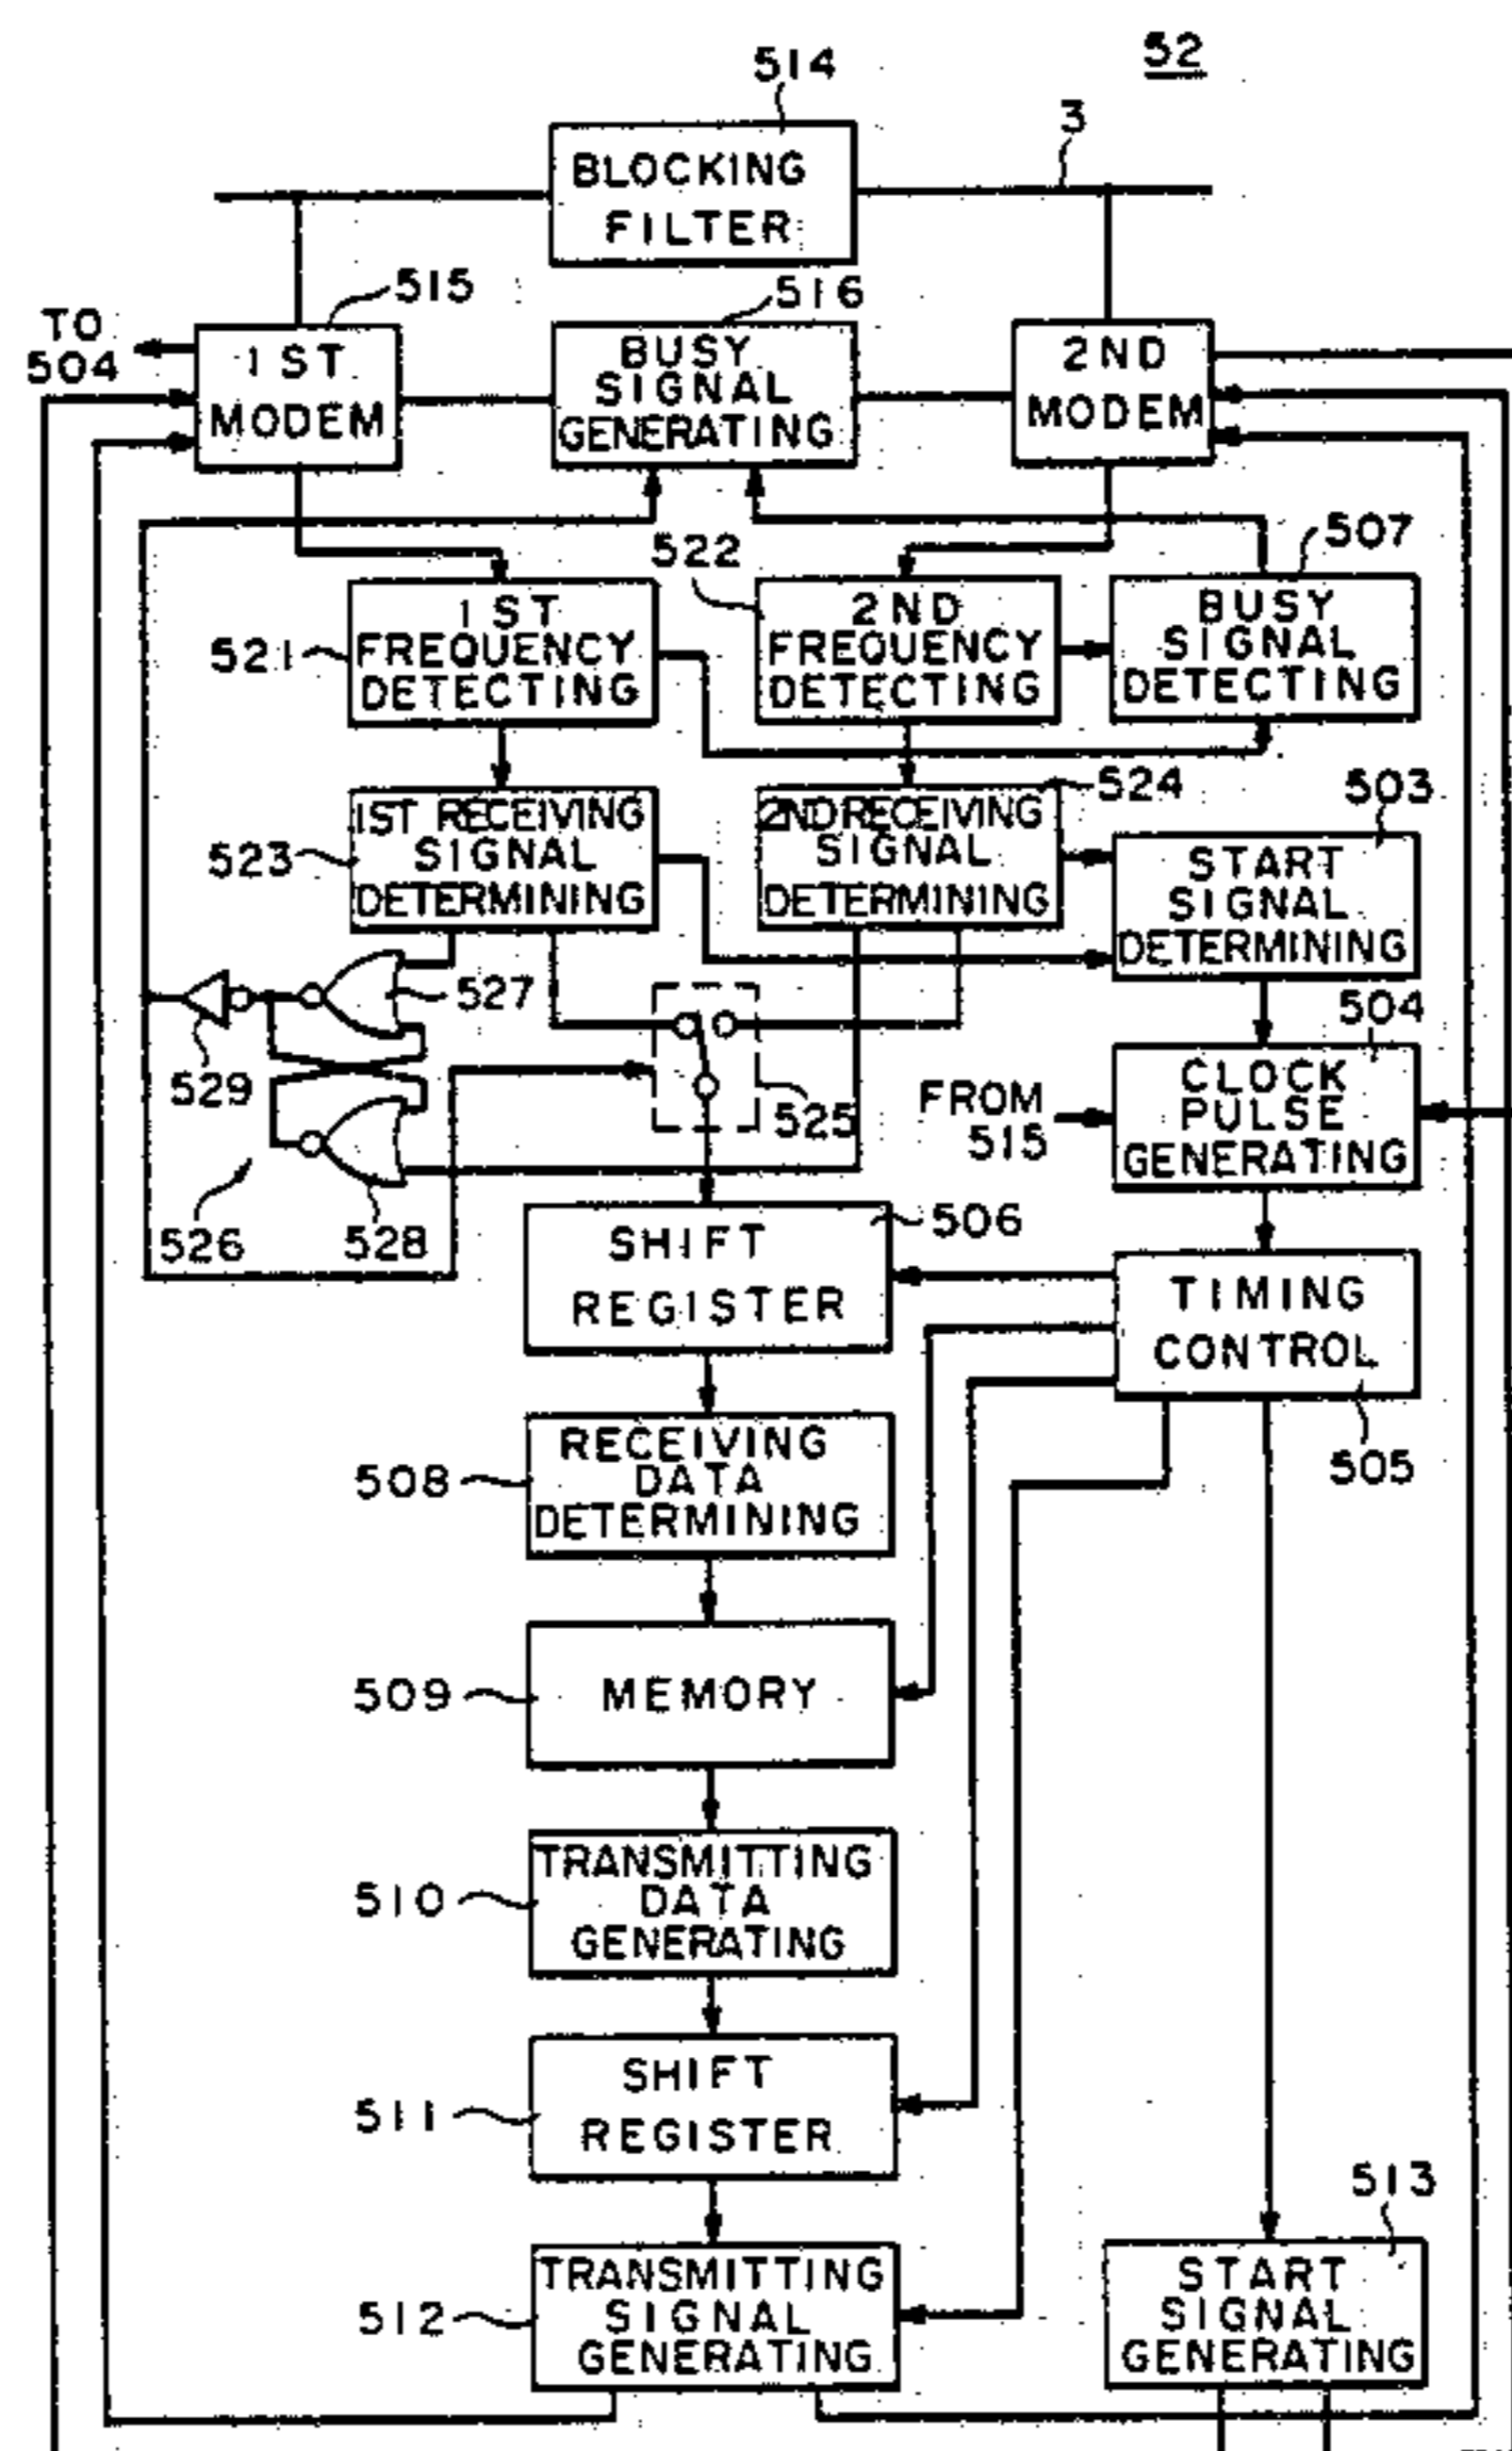 52
514
3
BLOCKING
FILTER
515
516
TO
504
1ST
MODEM
BUSY
SIGNAL
GENERATING
2ND
MODEM
522
507
521
1ST
FREQUENCY
DETECTING
2ND
FREQUENCY
DETECTING
BUSY
SIGNAL
DETECTING
524
503
523
1ST RECEIVING
SIGNAL
DETERMINING
2ND RECEIVING
SIGNAL
DETERMINING
START
SIGNAL
DETERMINING
527
529
525
504
FROM
515
CLOCK
PULSE
GENERATING
526
528
506
SHIFT
REGISTER
TIMING
CONTROL
505
508
RECEIVING
DATA
DETERMINING
509
MEMORY
510
TRANSMITTING
DATA
GENERATING
511
SHIFT
REGISTER
513
512
TRANSMITTING
SIGNAL
GENERATING
START
SIGNAL
GENERATING